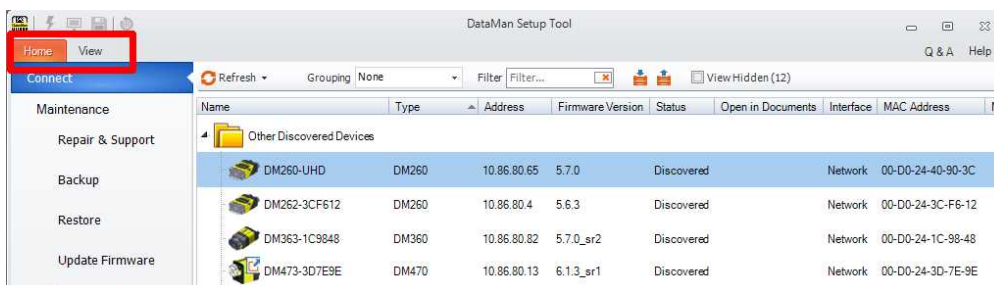 DataMan Setup Tool
Home View Q & A Help
Connect Refresh Grouping None Filter Filter... View Hidden (12)
Maintenance Name Type Address Firmware Version Status Open in Documents Interface MAC Address
Repair & Support Other Discovered Devices
Backup DM260-UHD DM260 10.86.80.65 5.7.0 Discovered Network 00-D0-24-40-90-3C
Restore DM262-3CF612 DM260 10.86.80.4 5.6.3 Discovered Network 00-D0-24-3C-F6-12
DM363-1C9848 DM360 10.86.80.82 5.7.0_sr2 Discovered Network 00-D0-24-1C-98-48
Update Firmware DM473-3D7E9E DM470 10.86.80.13 6.1.3_sr1 Discovered Network 00-D0-24-3D-7E-9E